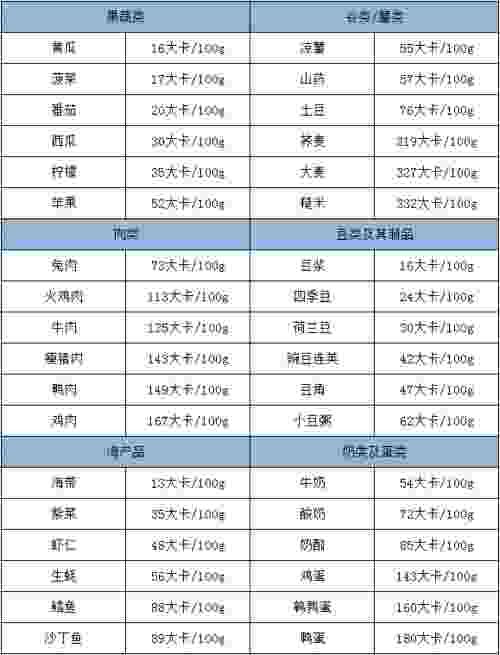 果蔬类 谷类/薯类
黄瓜 16大卡/100g 凉薯 55大卡/100g
菠菜 17大卡/100g 山药 57大卡/100g
番茄 20大卡/100g 土豆 76大卡/100g
西瓜 30大卡/100g 荞麦 319大卡/100g
柠檬 35大卡/100g 大麦 327大卡/100g
苹果 52大卡/100g 糙米 332大卡/100g
肉类 豆类及其制品
兔肉 73大卡/100g 豆浆 16大卡/100g
火鸡肉 113大卡/100g 四季豆 24大卡/100g
牛肉 125大卡/100g 荷兰豆 30大卡/100g
瘦猪肉 143大卡/100g 豌豆连荚 42大卡/100g
鸭肉 149大卡/100g 豆角 47大卡/100g
鸡肉 167大卡/100g 小豆粥 62大卡/100g
海产品 奶类及蛋类
海带 13大卡/100g 牛奶 54大卡/100g
紫菜 35大卡/100g 酸奶 72大卡/100g
虾仁 48大卡/100g 奶酪 85大卡/100g
生蚝 56大卡/100g 鸡蛋 143大卡/100g
鳕鱼 88大卡/100g 鹌鹑蛋 160大卡/100g
沙丁鱼 89大卡/100g 鸭蛋 180大卡/100g